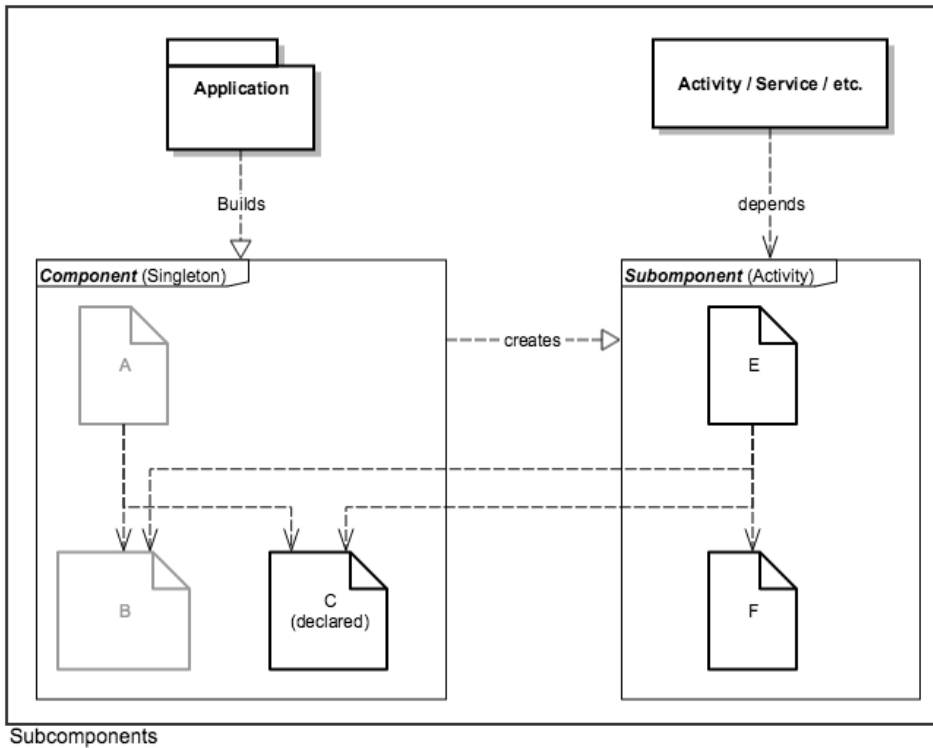 Application
Activity / Service / etc.
Builds
depends
Component (Singleton)
Subomponent (Activity)
A
creates
E
B
C
(declared)
F
Subcomponents